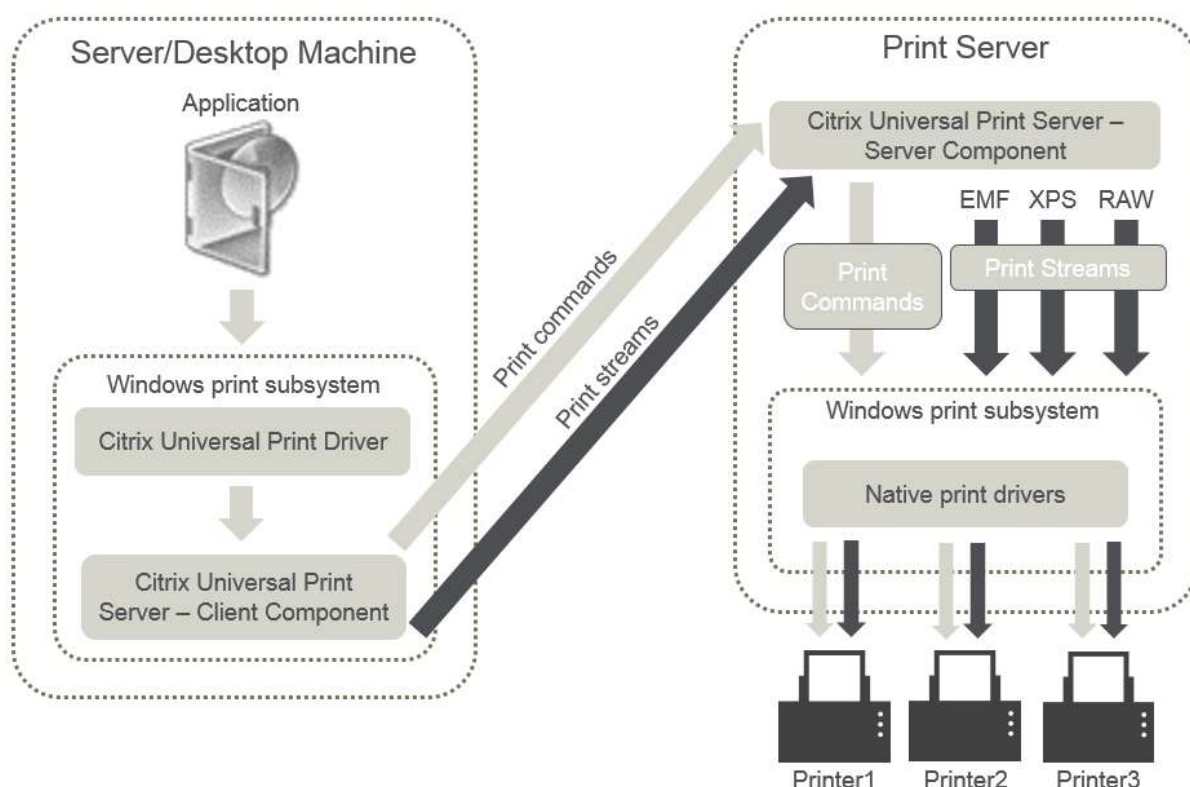 Server/Desktop Machine
Application
Windows print subsystem
Citrix Universal Print Driver
Citrix Universal Print
Server – Client Component
Print commands
Print streams
Print Server
Citrix Universal Print Server –
Server Component
EMF XPS RAW
Print
Commands
Print Streams
Windows print subsystem
Native print drivers
Printer1 Printer2 Printer3